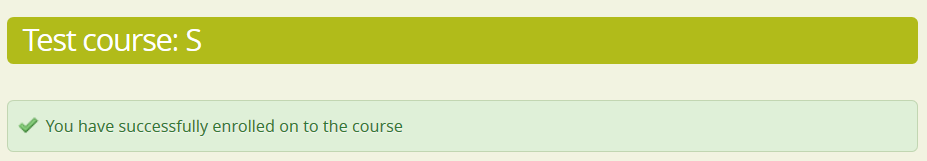 Test course: S
You have successfully enrolled on to the course